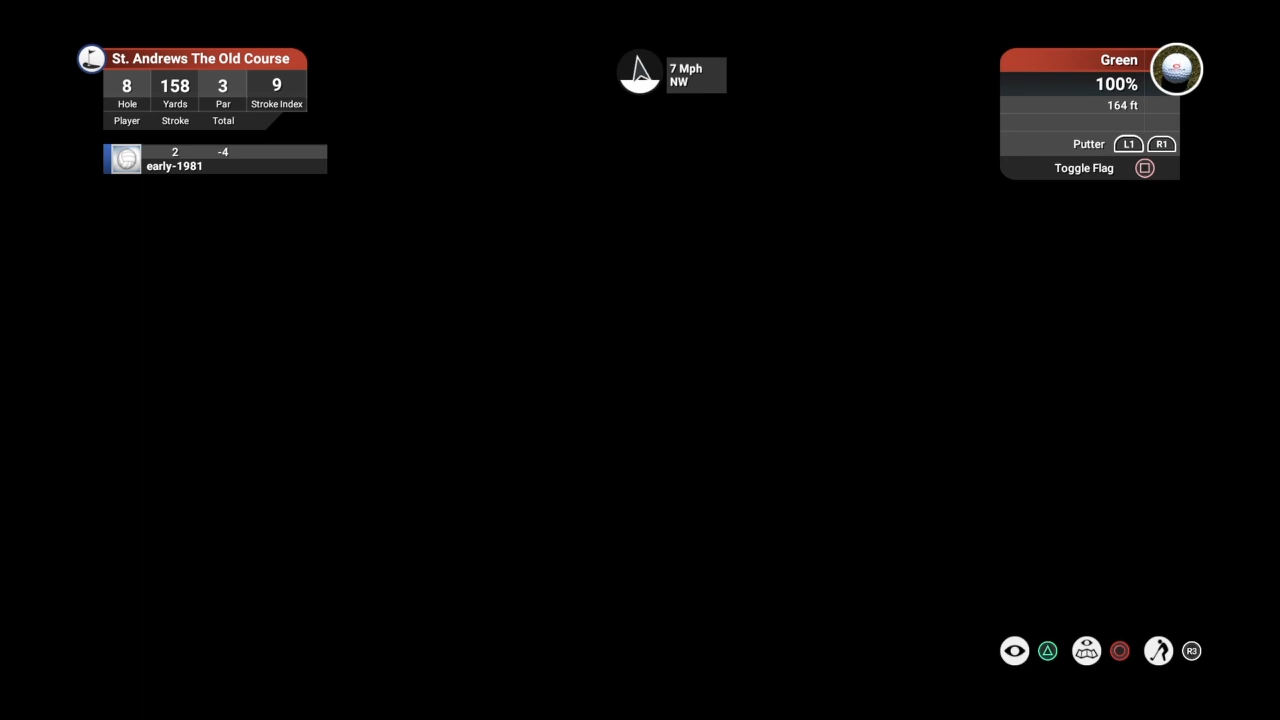 St. Andrews The Old Course
8 158 3 9
Hole Yards Par Stroke Index
Player Stroke Total
2 -4
early-1981
7 Mph
NW
Green
100%
164 ft
Putter L1 R1
Toggle Flag
R3